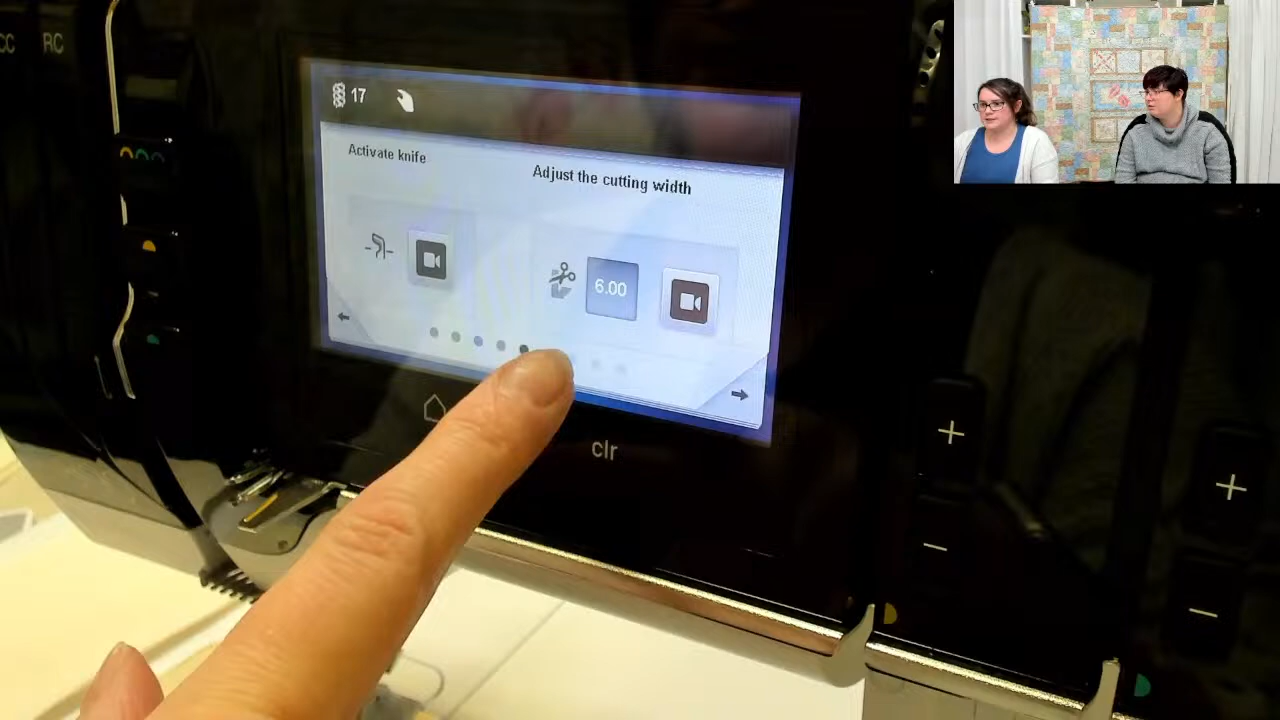 CC RC
17
Activate knife
Adjust the cutting width
6.00
clr
+
+
−
−